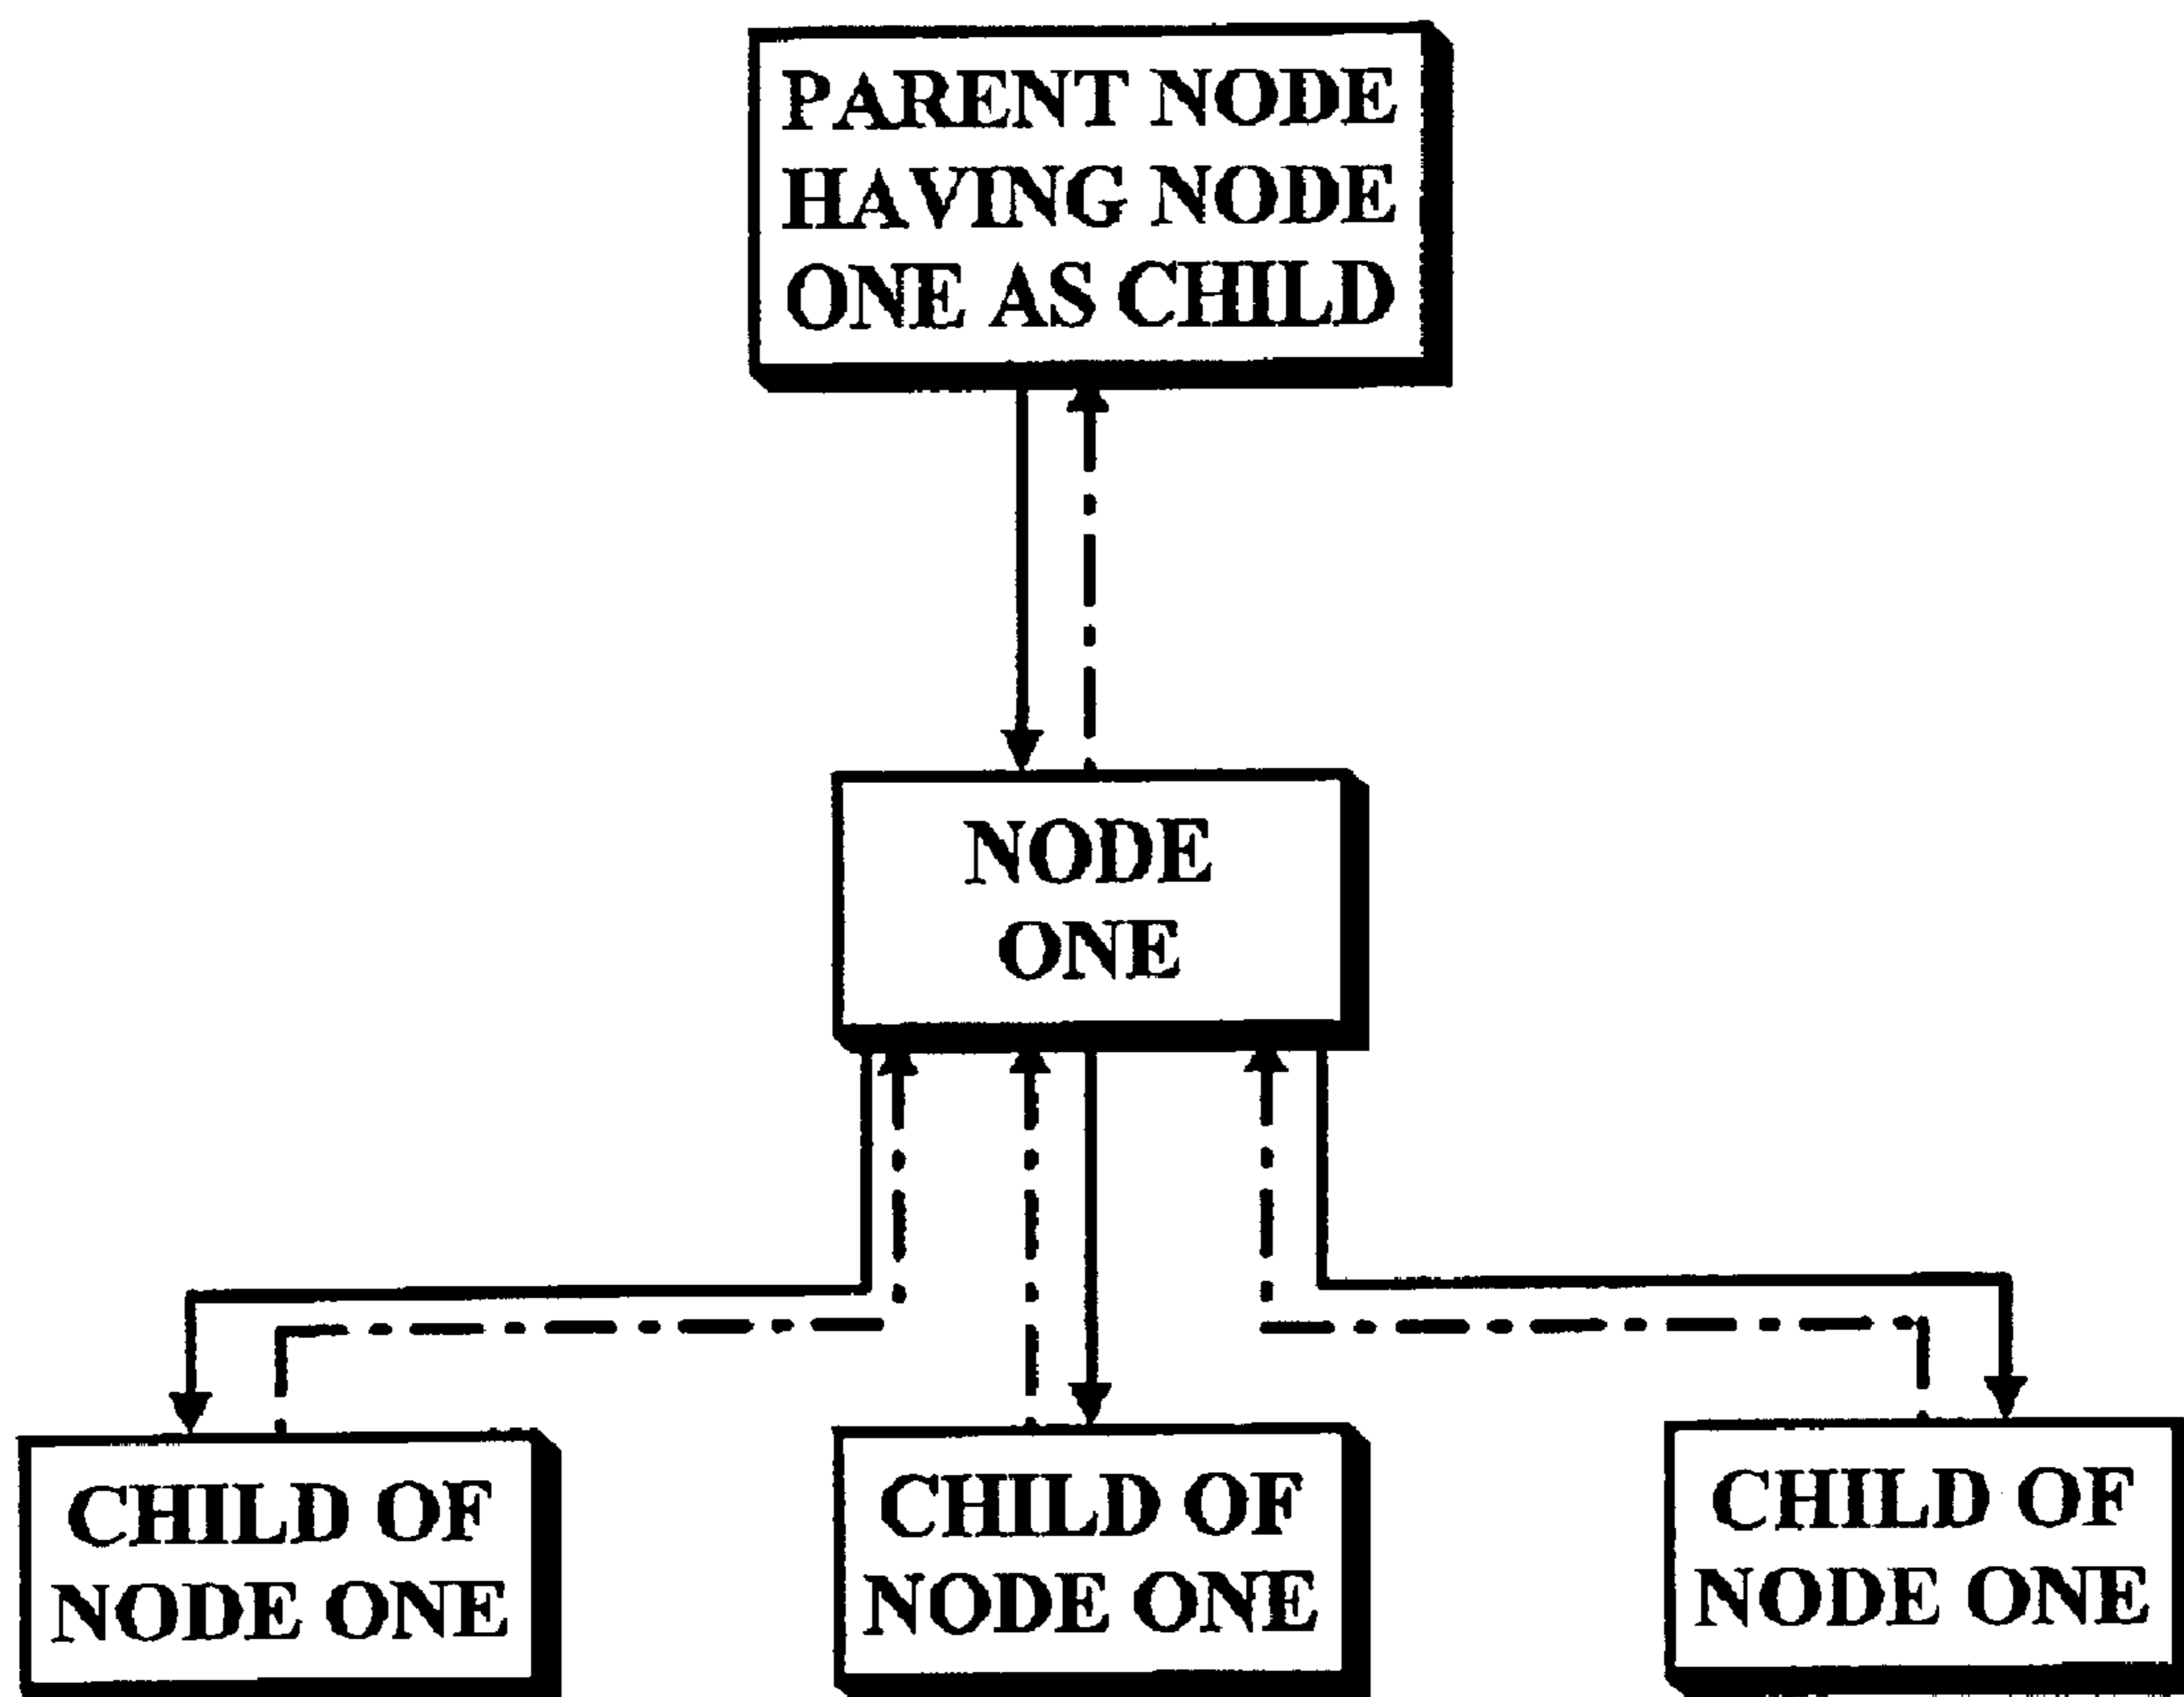 PARENT NODE
HAVING NODE
ONE AS CHILD
NODE
ONE
CHILD OF
NODE ONE
CHILD OF
NODE ONE
CHILD OF
NODE ONE